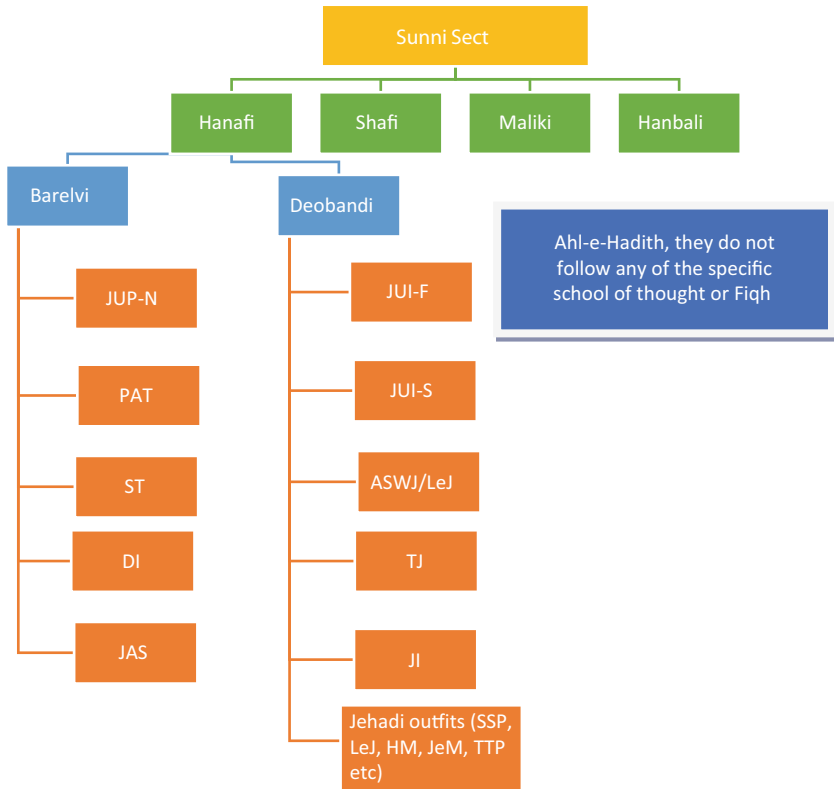 Sunni Sect
Hanafi
Shafi
Maliki
Hanbali
Barelvi
Deobandi
Ahl-e-Hadith, they do not
follow any of the specific
school of thought or Fiqh
JUP-N
PAT
ST
DI
JAS
JUI-F
JUI-S
ASWJ/LeJ
TJ
JI
Jehadi outfits (SSP,
LeJ, HM, JeM, TTP
etc)